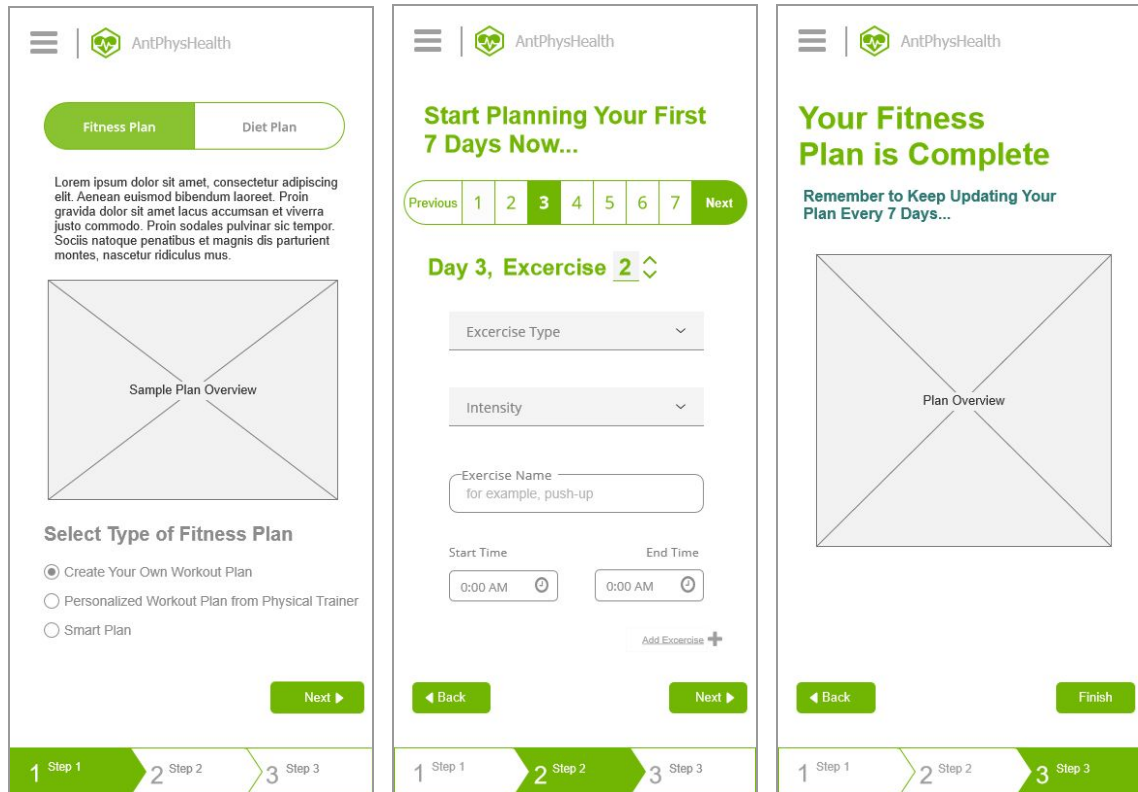 AntPhysHealth
Fitness Plan
Diet Plan
Lorem ipsum dolor sit amet, consectetur adipiscing
elit. Aenean euismod bibendum laoreet. Proin
gravida dolor sit amet lacus accumsan et viverra
justo commodo. Proin sodales pulvinar sic tempor.
Sociis natoque penatibus et magnis dis parturient
montes, nascetur ridiculus mus.
Sample Plan Overview
Select Type of Fitness Plan
Create Your Own Workout Plan
Personalized Workout Plan from Physical Trainer
Smart Plan
Next
1 Step 1
2 Step 2
3 Step 3
AntPhysHealth
Start Planning Your First
7 Days Now...
Previous 1 2 3 4 5 6 7 Next
Day 3, Excercise 2
Excercise Type
Intensity
Exercise Name
for example, push-up
Start Time
End Time
0:00 AM
0:00 AM
Add Excercise
Back
Next
1 Step 1
2 Step 2
3 Step 3
AntPhysHealth
Your Fitness
Plan is Complete
Remember to Keep Updating Your
Plan Every 7 Days...
Plan Overview
Back
Finish
1 Step 1
2 Step 2
3 Step 3